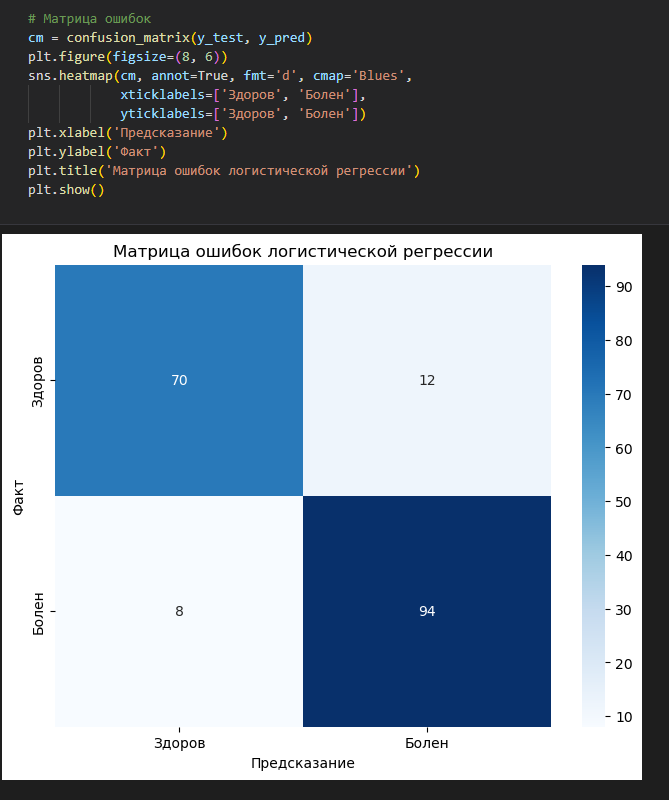 # Матрица ошибок
cm = confusion_matrix(y_test, y_pred)
plt.figure(figsize=(8, 6))
sns.heatmap(cm, annot=True, fmt='d', cmap='Blues',
            xticklabels=['Здоров', 'Болен'],
            yticklabels=['Здоров', 'Болен'])
plt.xlabel('Предсказание')
plt.ylabel('Факт')
plt.title('Матрица ошибок логистической регрессии')
plt.show()
Матрица ошибок логистической регрессии
Факт
Здоров
70 12
Болен
8 94
Здоров Болен
Предсказание
90
80
70
60
50
40
30
20
10